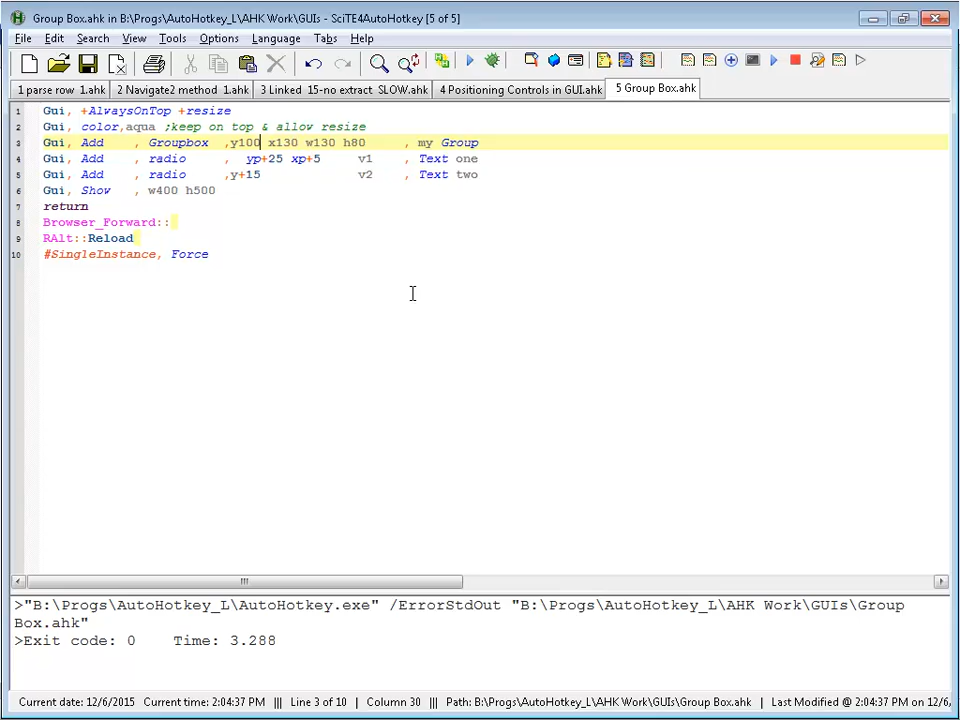 Group Box.ahk in B:\Progs\AutoHotkey_L\AHK Work\GUIs - SciTE4AutoHotkey [5 of 5]
File Edit Search View Tools Options Language Tabs Help
1 parse row 1.ahk 2 Navigate2 method 1.ahk 3 Linked 15-no extract SLOW.ahk 4 Positioning Controls in GUI.ahk 5 Group Box.ahk
1 Gui, +AlwaysOnTop +resize
2 Gui, color,aqua ;keep on top & allow resize
3 Gui, Add , Groupbox ,y100 x130 w130 h80 , my Group
4 Gui, Add , radio , yp+25 xp+5 v1 , Text one
5 Gui, Add , radio ,y+15 v2 , Text two
6 Gui, Show , w400 h500
7 return
8 Browser_Forward::
9 RAlt::Reload
10 #SingleInstance, Force
>"B:\Progs\AutoHotkey_L\AutoHotkey.exe" /ErrorStdOut "B:\Progs\AutoHotkey_L\AHK Work\GUIs\Group
Box.ahk"
>Exit code: 0 Time: 3.288
Current date: 12/6/2015 Current time: 2:04:37 PM ||| Line 3 of 10 | Column 30 ||| Path: B:\Progs\AutoHotkey_L\AHK Work\GUIs\Group Box.ahk | Last Modified @ 2:04:37 PM on 12/6/